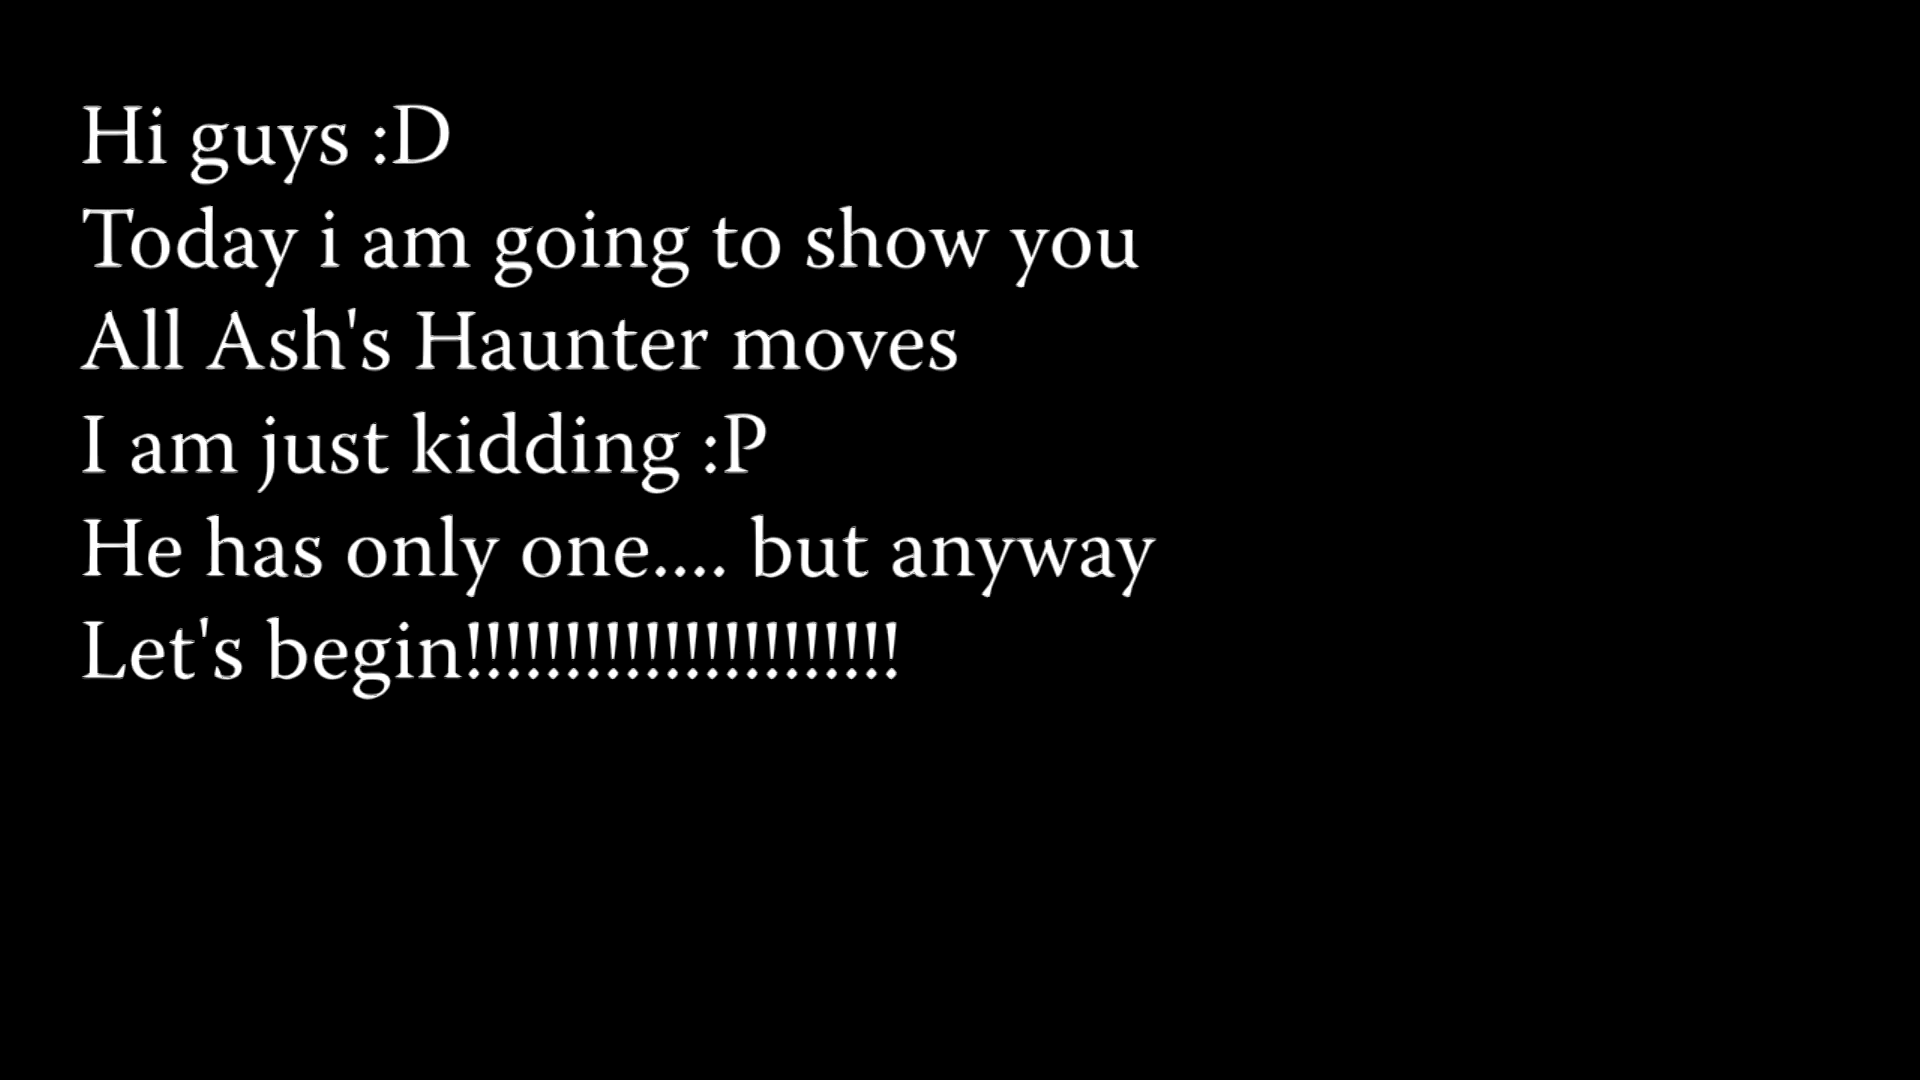 Hi guys :D
Today i am going to show you
All Ash's Haunter moves
I am just kidding :P
He has only one.... but anyway
Let's begin!!!!!!!!!!!!!!!!!!!!!!